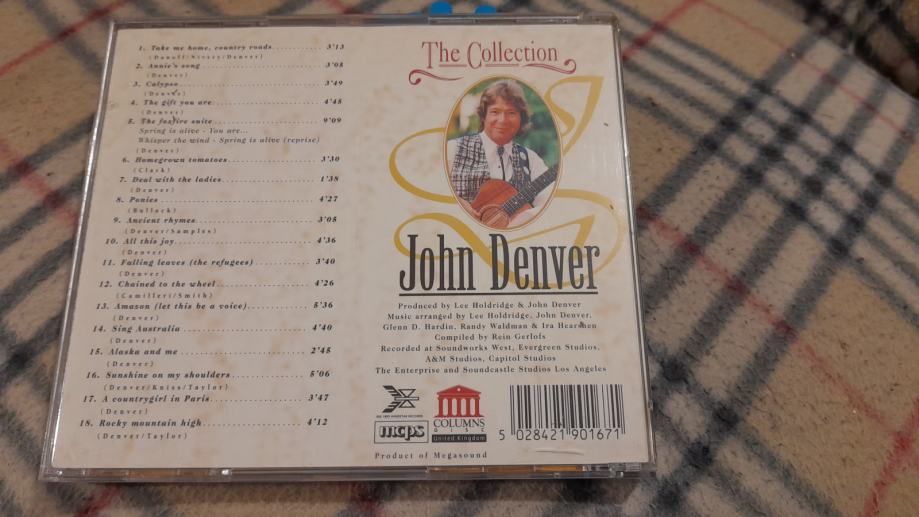 1. Take me home, country roads 3'13
(Danoff/Nivert/Denver)
2. Annie's song 3'08
(Denver)
3. Calypso 3'49
(Denver)
4. The gift you are 4'48
(Denver)
5. The foxfire suite 9'09
Spring is alive - You are...
Whisper the wind - Spring is alive (reprise)
(Denver)
6. Homegrown tomatoes 3'30
(Clark)
7. Deal with the ladies 1'38
(Denver)
8. Ponies 4'27
(Bullock)
9. Ancient rhymes 3'05
(Denver/Samples)
10. All this joy 4'36
(Denver)
11. Falling leaves (the refugees) 3'40
(Denver)
12. Chained to the wheel 4'26
(Camilleri/Smith)
13. Amazon (let this be a voice) 5'36
(Denver)
14. Sing Australia 4'40
(Denver)
15. Alaska and me 2'45
(Denver)
16. Sunshine on my shoulders 5'06
(Denver/Kniss/Taylor)
17. A countrygirl in Paris 3'47
(Denver)
18. Rocky mountain high 4'12
(Denver/Taylor)
The Collection
John Denver
Produced by Lee Holdridge & John Denver
Music arranged by Lee Holdridge, John Denver,
Glenn D. Hardin, Randy Waldman & Ira Hearshen
Compiled by Rein Gerlofs
Recorded at Soundworks West, Evergreen Studios,
A&M Studios, Capitol Studios
The Enterprise and Soundcastle Studios Los Angeles
mcps
COLUMNS
DISC
United Kingdom
5 028421 901671
Product of Megasound